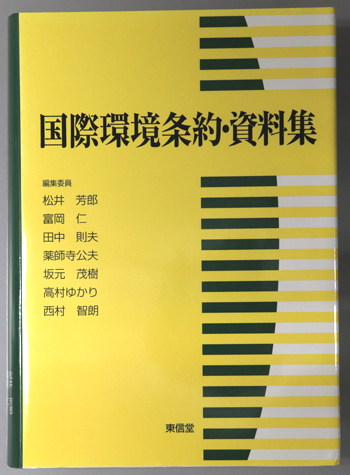 国際環境条約・資料集
編集委員
松井 芳郎
富岡 仁
田中 則夫
薬師寺公夫
坂元 茂樹
高村ゆかり
西村 智朗
東信堂